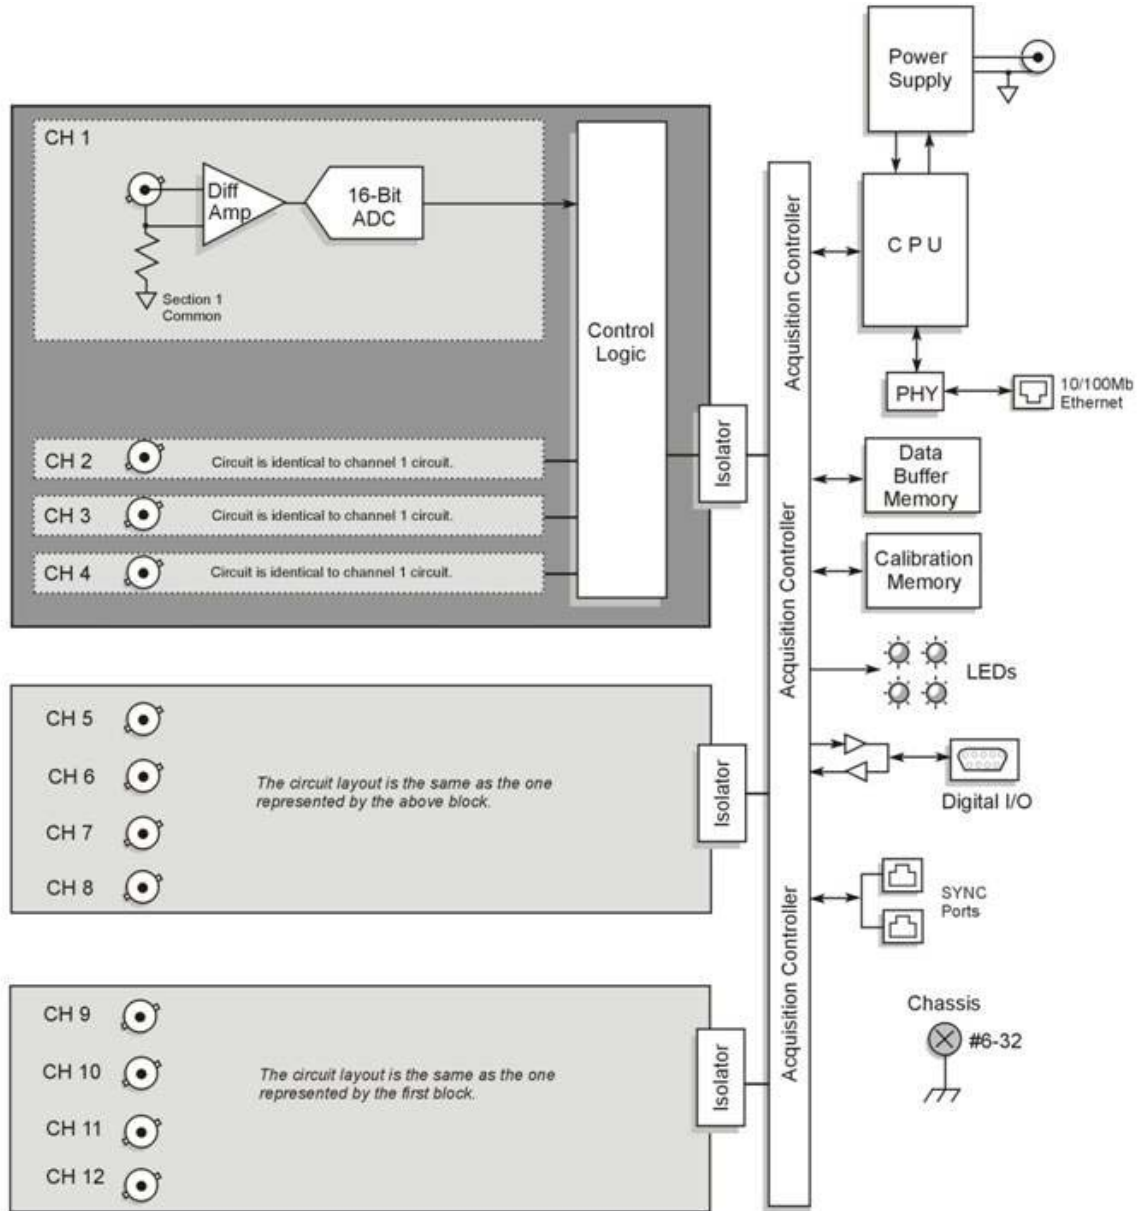 Power
Supply
CH 1
Diff
Amp
16-Bit
ADC
Section 1
Common
Control
Logic
Acquisition Controller
C P U
PHY
10/100Mb
Ethernet
CH 2
Circuit is identical to channel 1 circuit.
CH 3
Circuit is identical to channel 1 circuit.
CH 4
Circuit is identical to channel 1 circuit.
Isolator
Acquisition Controller
Data
Buffer
Memory
Calibration
Memory
LEDs
CH 5
CH 6
CH 7
CH 8
The circuit layout is the same as the one
represented by the above block.
Isolator
Digital I/O
SYNC
Ports
Acquisition Controller
CH 9
CH 10
CH 11
CH 12
The circuit layout is the same as the one
represented by the first block.
Isolator
Chassis
#6-32